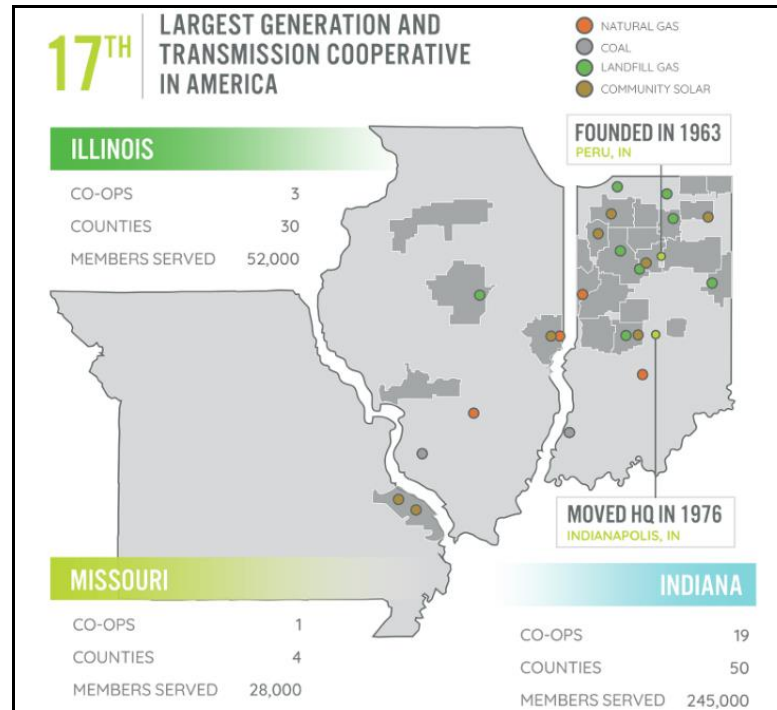 17TH
LARGEST GENERATION AND
TRANSMISSION COOPERATIVE
IN AMERICA
NATURAL GAS
COAL
LANDFILL GAS
COMMUNITY SOLAR
FOUNDED IN 1963
PERU, IN
ILLINOIS
CO-OPS 3
COUNTIES 30
MEMBERS SERVED 52,000
MOVED HQ IN 1976
INDIANAPOLIS, IN
MISSOURI
CO-OPS 1
COUNTIES 4
MEMBERS SERVED 28,000
INDIANA
CO-OPS 19
COUNTIES 50
MEMBERS SERVED 245,000